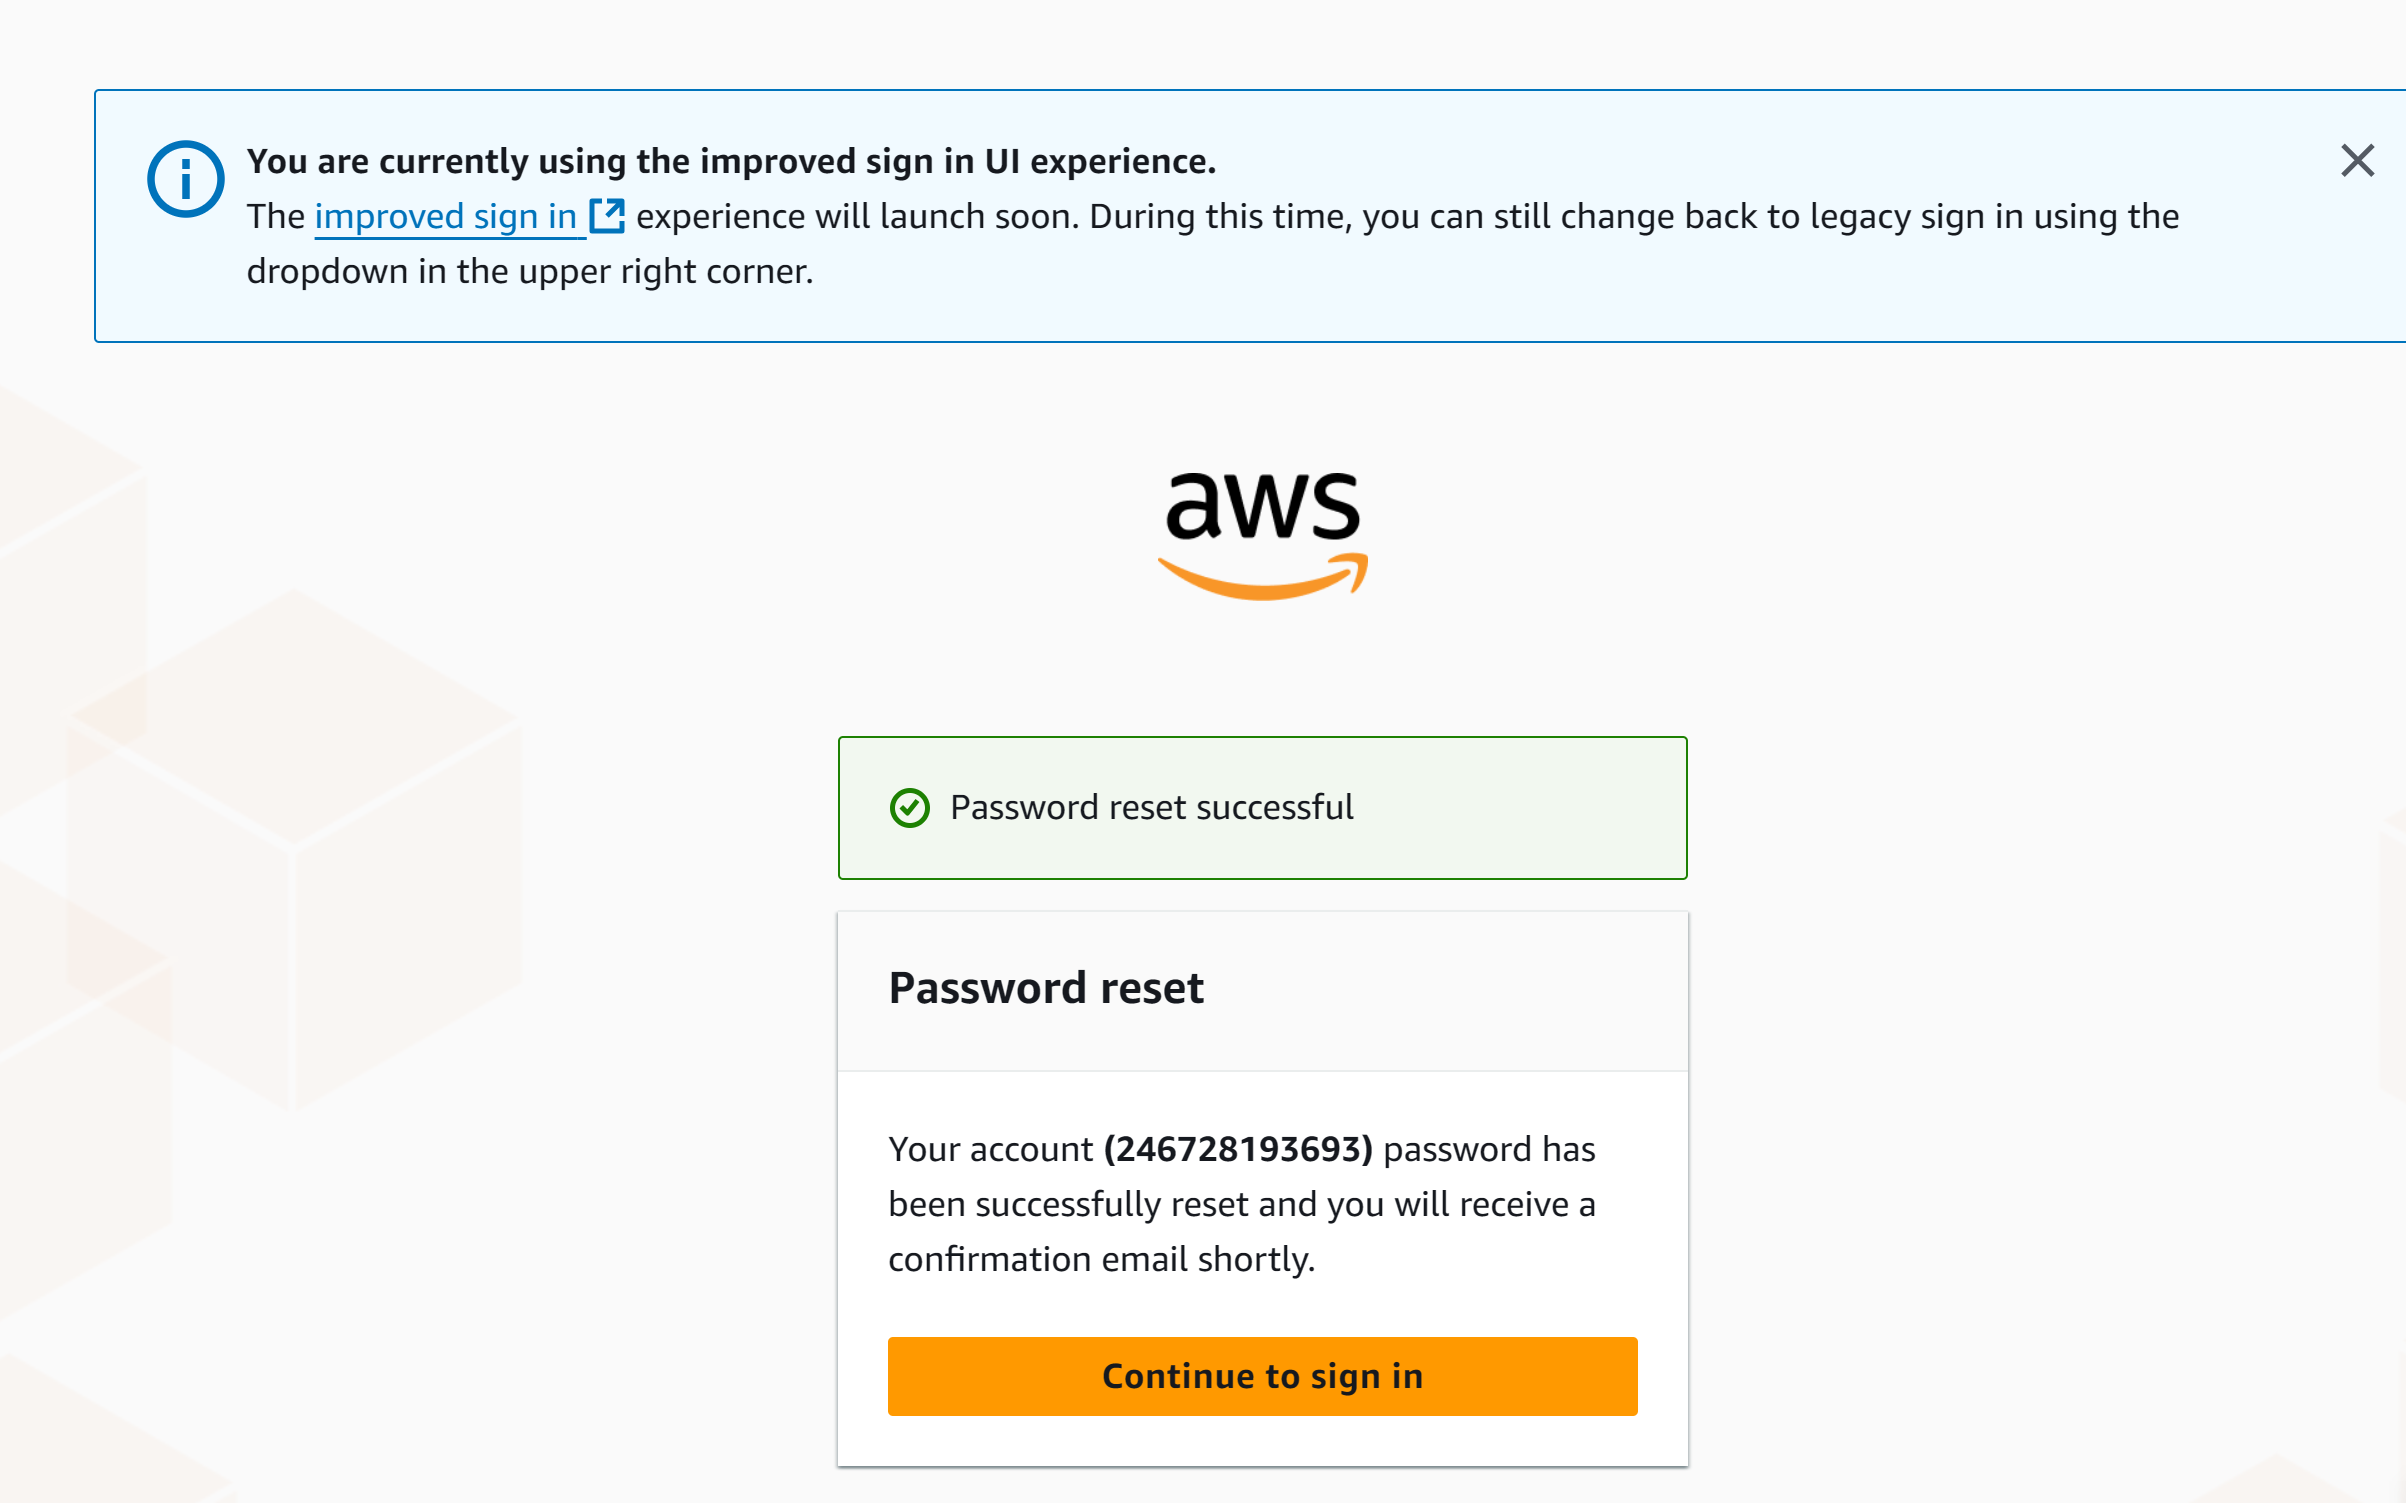 You are currently using the improved sign in UI experience.
The improved sign in experience will launch soon. During this time, you can still change back to legacy sign in using the
dropdown in the upper right corner.
aws
Password reset successful
Password reset
Your account (246728193693) password has
been successfully reset and you will receive a
confirmation email shortly.
Continue to sign in